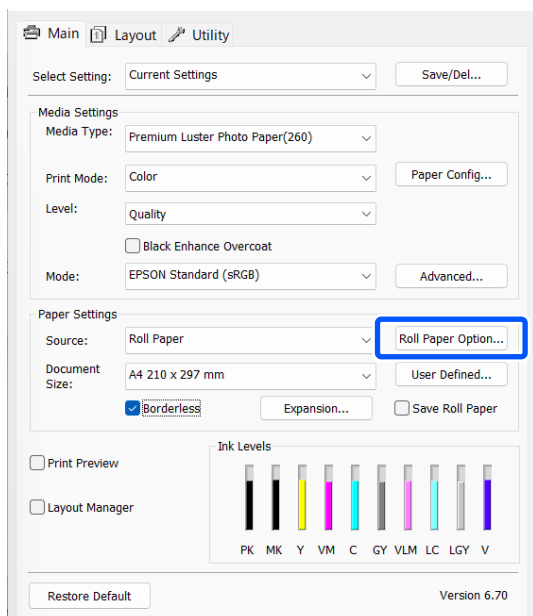 Main Layout Utility
Select Setting: Current Settings Save/Del...
Media Settings
Media Type: Premium Luster Photo Paper(260)
Print Mode: Color Paper Config...
Level: Quality
Black Enhance Overcoat
Mode: EPSON Standard (sRGB) Advanced...
Paper Settings
Source: Roll Paper Roll Paper Option...
Document
Size: A4 210 x 297 mm User Defined...
Borderless Expansion... Save Roll Paper
Print Preview
Layout Manager
Ink Levels
PK MK Y VM C GY VLM LC LGY V
Restore Default Version 6.70